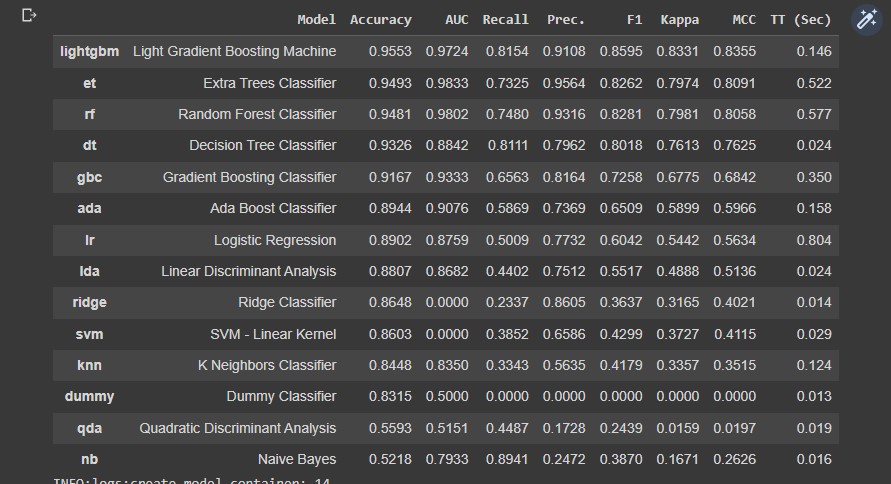 Model Accuracy AUC Recall Prec. F1 Kappa MCC TT (Sec)
lightgbm Light Gradient Boosting Machine 0.9553 0.9724 0.8154 0.9108 0.8595 0.8331 0.8355 0.146
et Extra Trees Classifier 0.9493 0.9833 0.7325 0.9564 0.8262 0.7974 0.8091 0.522
rf Random Forest Classifier 0.9481 0.9802 0.7480 0.9316 0.8281 0.7981 0.8058 0.577
dt Decision Tree Classifier 0.9326 0.8842 0.8111 0.7962 0.8018 0.7613 0.7625 0.024
gbc Gradient Boosting Classifier 0.9167 0.9333 0.6563 0.8164 0.7258 0.6775 0.6842 0.350
ada Ada Boost Classifier 0.8944 0.9076 0.5869 0.7369 0.6509 0.5899 0.5966 0.158
lr Logistic Regression 0.8902 0.8759 0.5009 0.7732 0.6042 0.5442 0.5634 0.804
lda Linear Discriminant Analysis 0.8807 0.8682 0.4402 0.7512 0.5517 0.4888 0.5136 0.024
ridge Ridge Classifier 0.8648 0.0000 0.2337 0.8605 0.3637 0.3165 0.4021 0.014
svm SVM - Linear Kernel 0.8603 0.0000 0.3852 0.6586 0.4299 0.3727 0.4115 0.029
knn K Neighbors Classifier 0.8448 0.8350 0.3343 0.5635 0.4179 0.3357 0.3515 0.124
dummy Dummy Classifier 0.8315 0.5000 0.0000 0.0000 0.0000 0.0000 0.0000 0.013
qda Quadratic Discriminant Analysis 0.5593 0.5151 0.4487 0.1728 0.2439 0.0159 0.0197 0.019
nb Naive Bayes 0.5218 0.7933 0.8941 0.2472 0.3870 0.1671 0.2626 0.016
INFO:logs:create_model_container: 14